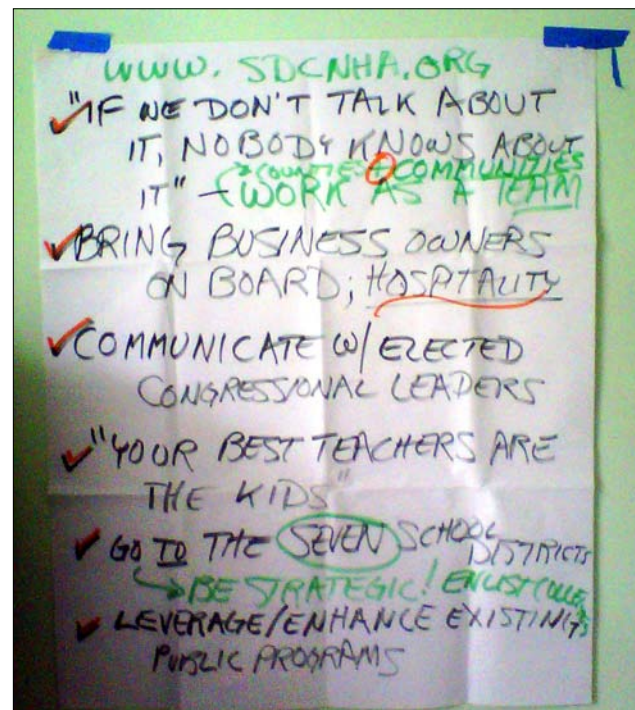 WWW. SDCNHA.ORG
"IF WE DON'T TALK ABOUT
IT, NOBODY KNOWS ABOUT
COUNTIES + COMMUNITIES
IT" – WORK AS A TEAM
BRING BUSINESS OWNERS
ON BOARD; HOSPITALITY
COMMUNICATE W/ ELECTED
CONGRESSIONAL LEADERS
"YOUR BEST TEACHERS ARE
THE KIDS"
GO TO THE SEVEN SCHOOL
DISTRICTS
BE STRATEGIC! ENLIST
LEVERAGE/ENHANCE EXISTING
PUBLIC PROGRAMS